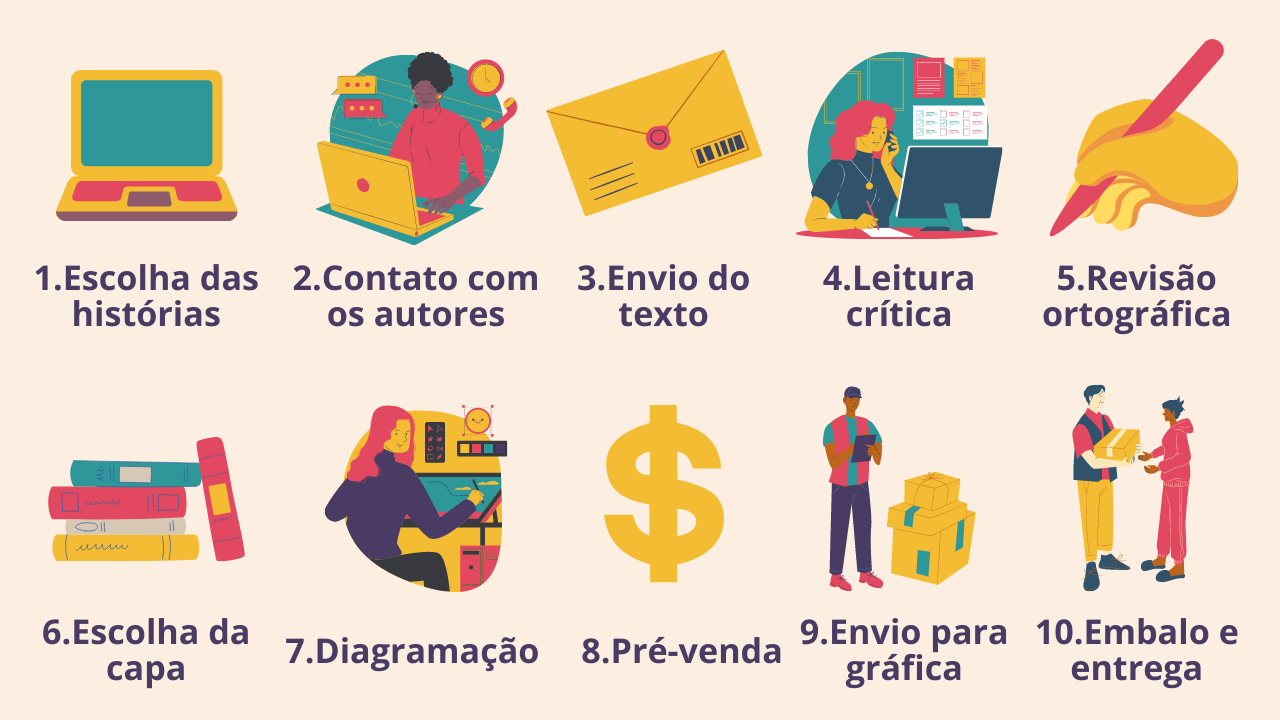 1.Escolha das
histórias
2.Contato com
os autores
3.Envio do
texto
4.Leitura
crítica
5.Revisão
ortográfica
6.Escolha da
capa
7.Diagramação
8.Pré-venda
9.Envio para
gráfica
10.Embalo e
entrega